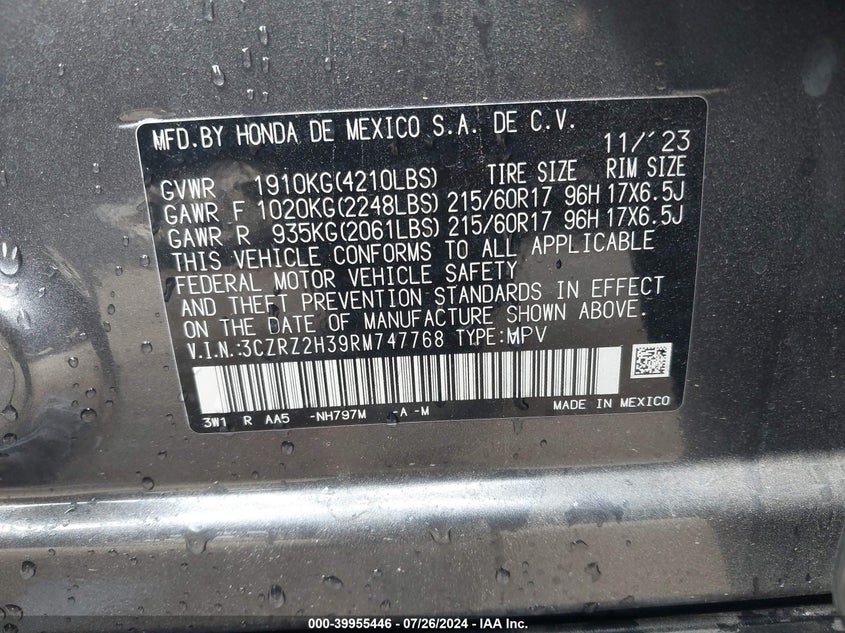 MFD.BY HONDA DE MEXICO S.A. DE C.V. 11/'23
GVWR 1910KG(4210LBS) TIRE SIZE RIM SIZE
GAWR F 1020KG(2248LBS) 215/60R17 96H 17X6.5J
GAWR R 935KG(2061LBS) 215/60R17 96H 17X6.5J
THIS VEHICLE CONFORMS TO ALL APPLICABLE
FEDERAL MOTOR VEHICLE SAFETY
AND THEFT PREVENTION STANDARDS IN EFFECT
ON THE DATE OF MANUFACTURE SHOWN ABOVE.
V.I.N.:3CZRZ2H39RM747768 TYPE:MPV
3W1 R AA5 -NH797M -A -M MADE IN MEXICO
000-39955446 - 07/26/2024 - IAA Inc.